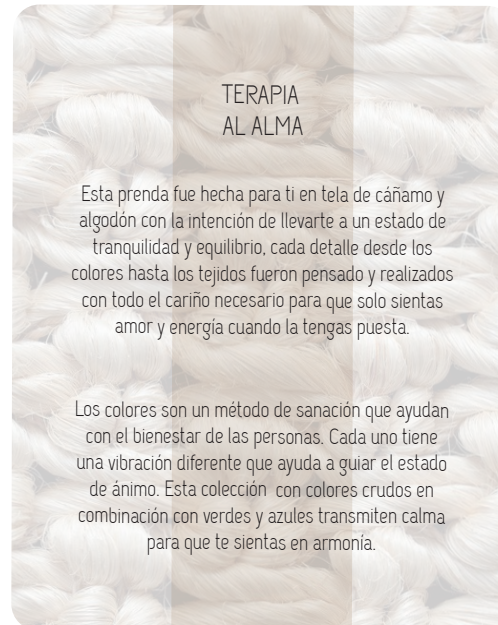 TERAPIA
AL ALMA
Esta prenda fue hecha para ti en tela de cáñamo y
algodón con la intención de llevarte a un estado de
tranquilidad y equilibrio, cada detalle desde los
colores hasta los tejidos fueron pensado y realizados
con todo el cariño necesario para que solo sientas
amor y energía cuando la tengas puesta.
Los colores son un método de sanación que ayudan
con el bienestar de las personas. Cada uno tiene
una vibración diferente que ayuda a guiar el estado
de ánimo. Esta colección con colores crudos en
combinación con verdes y azules transmiten calma
para que te sientas en armonía.